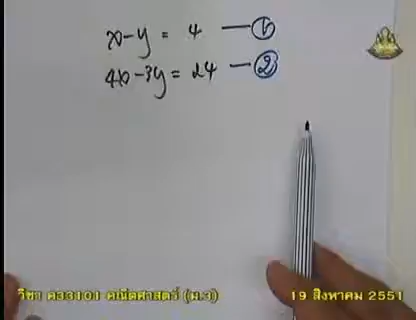 x - y = 4 — ①
4x - 3y = 24 — ②
วิชา ค33101 คณิตศาสตร์ (ม.3) 19 สิงหาคม 2551